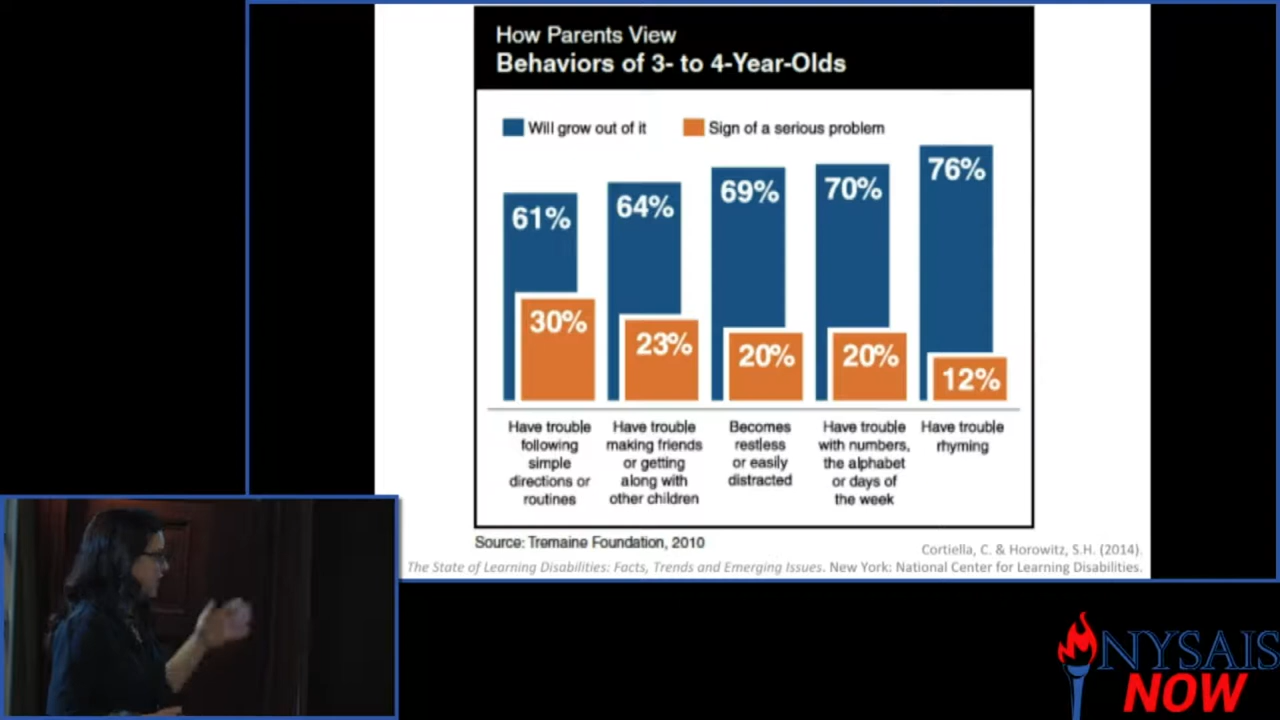 How Parents View
Behaviors of 3- to 4-Year-Olds
Will grow out of it
Sign of a serious problem
61%
30%
64%
23%
69%
20%
70%
20%
76%
12%
Have trouble
following
simple
directions or
routines
Have trouble
making friends
or getting
along with
other children
Becomes
restless
or easily
distracted
Have trouble
with numbers,
the alphabet
or days of
the week
Have trouble
rhyming
Source: Tremaine Foundation, 2010
Cortiella, C. & Horowitz, S.H. (2014).
The State of Learning Disabilities: Facts, Trends and Emerging Issues. New York: National Center for Learning Disabilities.
NYSAIS
NOW